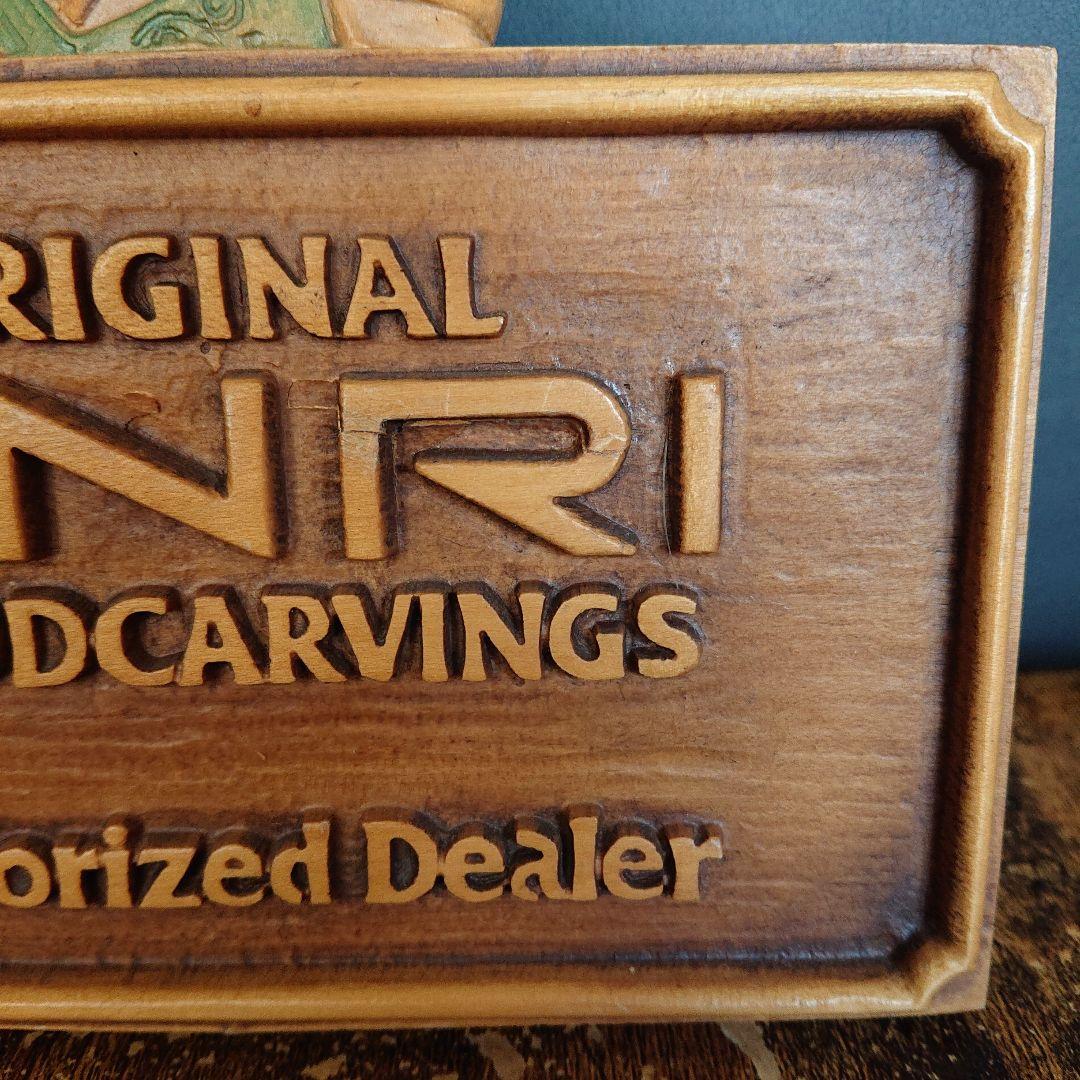 RIGINAL
NRI
DCARVINGS
orized Dealer